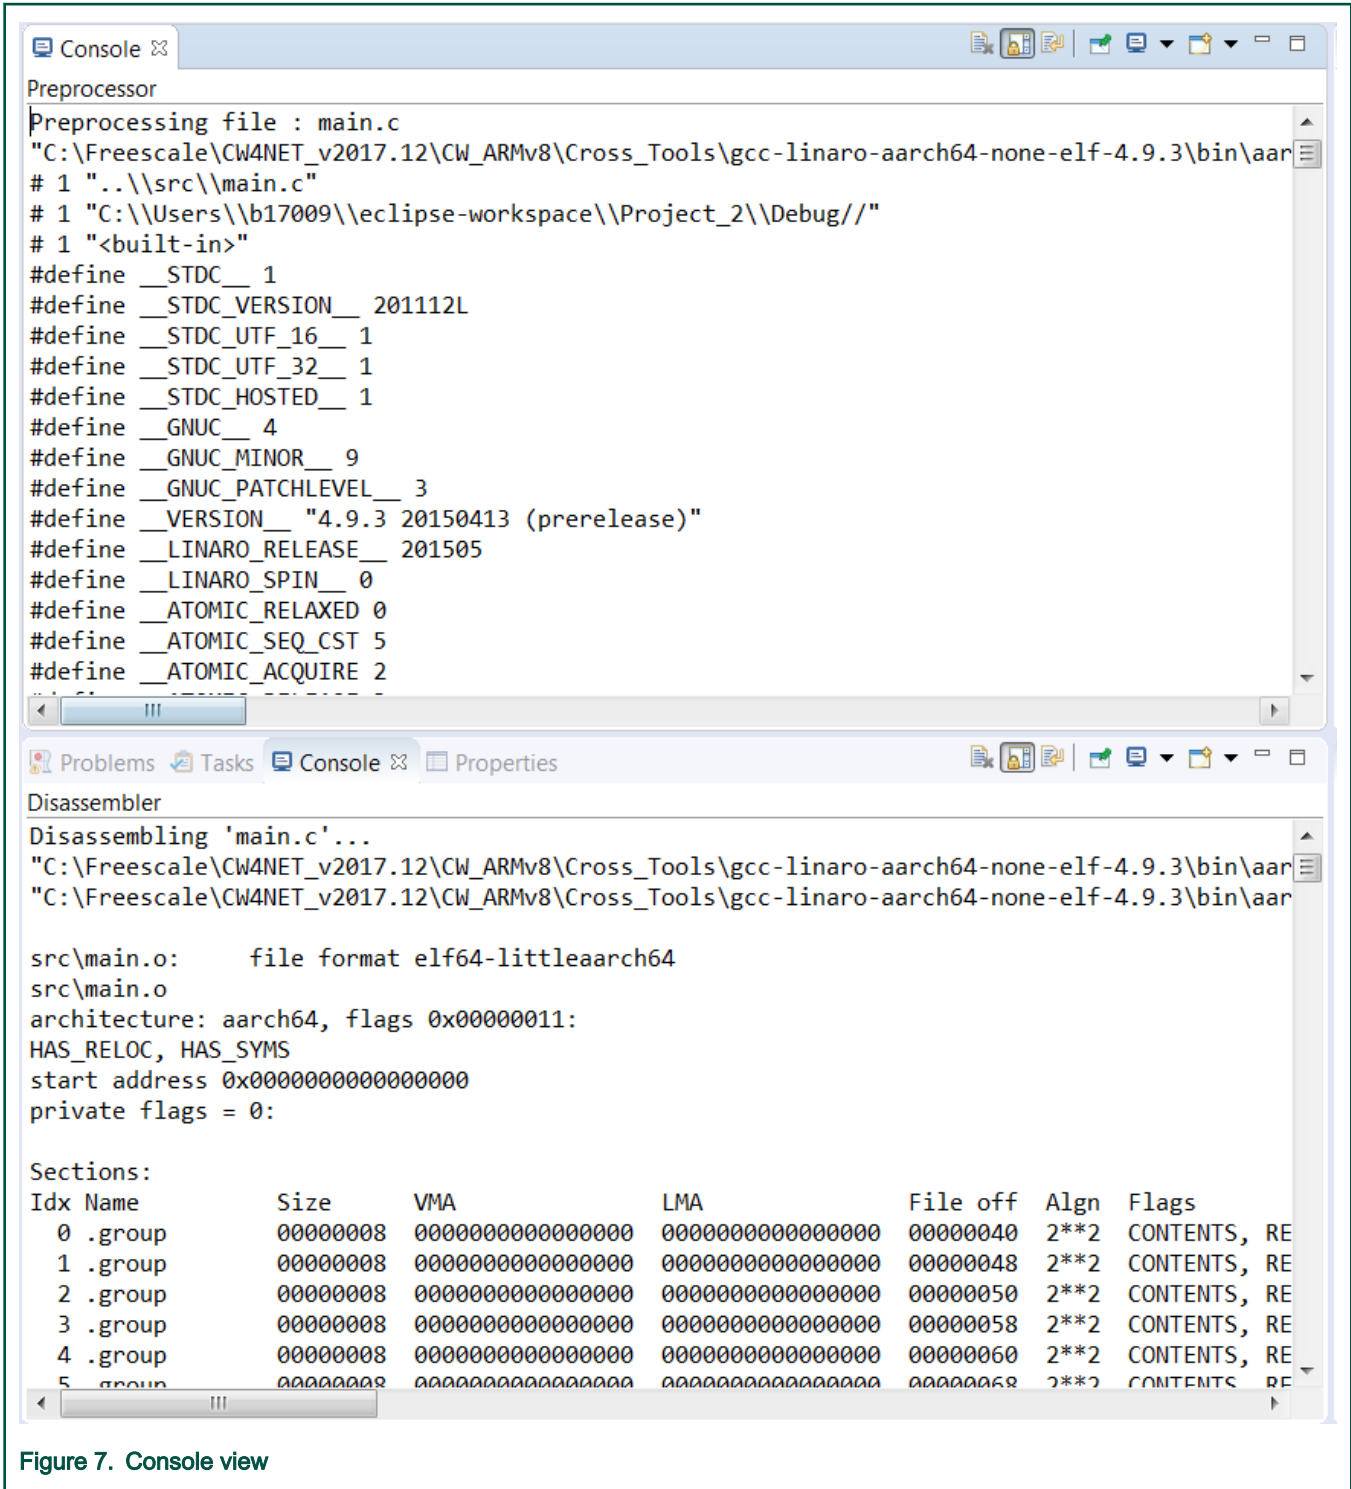 Console
Preprocessor
Preprocessing file : main.c
"C:\Freescale\CW4NET_v2017.12\CW_ARMv8\Cross_Tools\gcc-linaro-aarch64-none-elf-4.9.3\bin\aar
# 1 "..\\src\\main.c"
# 1 "C:\\Users\\b17009\\eclipse-workspace\\Project_2\\Debug//"
# 1 "<built-in>"
#define __STDC__ 1
#define __STDC_VERSION__ 201112L
#define __STDC_UTF_16__ 1
#define __STDC_UTF_32__ 1
#define __STDC_HOSTED__ 1
#define __GNUC__ 4
#define __GNUC_MINOR__ 9
#define __GNUC_PATCHLEVEL__ 3
#define __VERSION__ "4.9.3 20150413 (prerelease)"
#define __LINARO_RELEASE__ 201505
#define __LINARO_SPIN__ 0
#define __ATOMIC_RELAXED 0
#define __ATOMIC_SEQ_CST 5
#define __ATOMIC_ACQUIRE 2
Problems Tasks Console Properties
Disassembler
Disassembling 'main.c'...
"C:\Freescale\CW4NET_v2017.12\CW_ARMv8\Cross_Tools\gcc-linaro-aarch64-none-elf-4.9.3\bin\aar
"C:\Freescale\CW4NET_v2017.12\CW_ARMv8\Cross_Tools\gcc-linaro-aarch64-none-elf-4.9.3\bin\aar
src\main.o:     file format elf64-littleaarch64
src\main.o
architecture: aarch64, flags 0x00000011:
HAS_RELOC, HAS_SYMS
start address 0x0000000000000000
private flags = 0:
Sections:
Idx Name          Size      VMA               LMA               File off  Algn  Flags
  0 .group        00000008  0000000000000000  0000000000000000  00000040  2**2  CONTENTS, RE
  1 .group        00000008  0000000000000000  0000000000000000  00000048  2**2  CONTENTS, RE
  2 .group        00000008  0000000000000000  0000000000000000  00000050  2**2  CONTENTS, RE
  3 .group        00000008  0000000000000000  0000000000000000  00000058  2**2  CONTENTS, RE
  4 .group        00000008  0000000000000000  0000000000000000  00000060  2**2  CONTENTS, RE
  5 .group        00000008  0000000000000000  0000000000000000  00000068  2**2  CONTENTS, RE
Figure 7. Console view